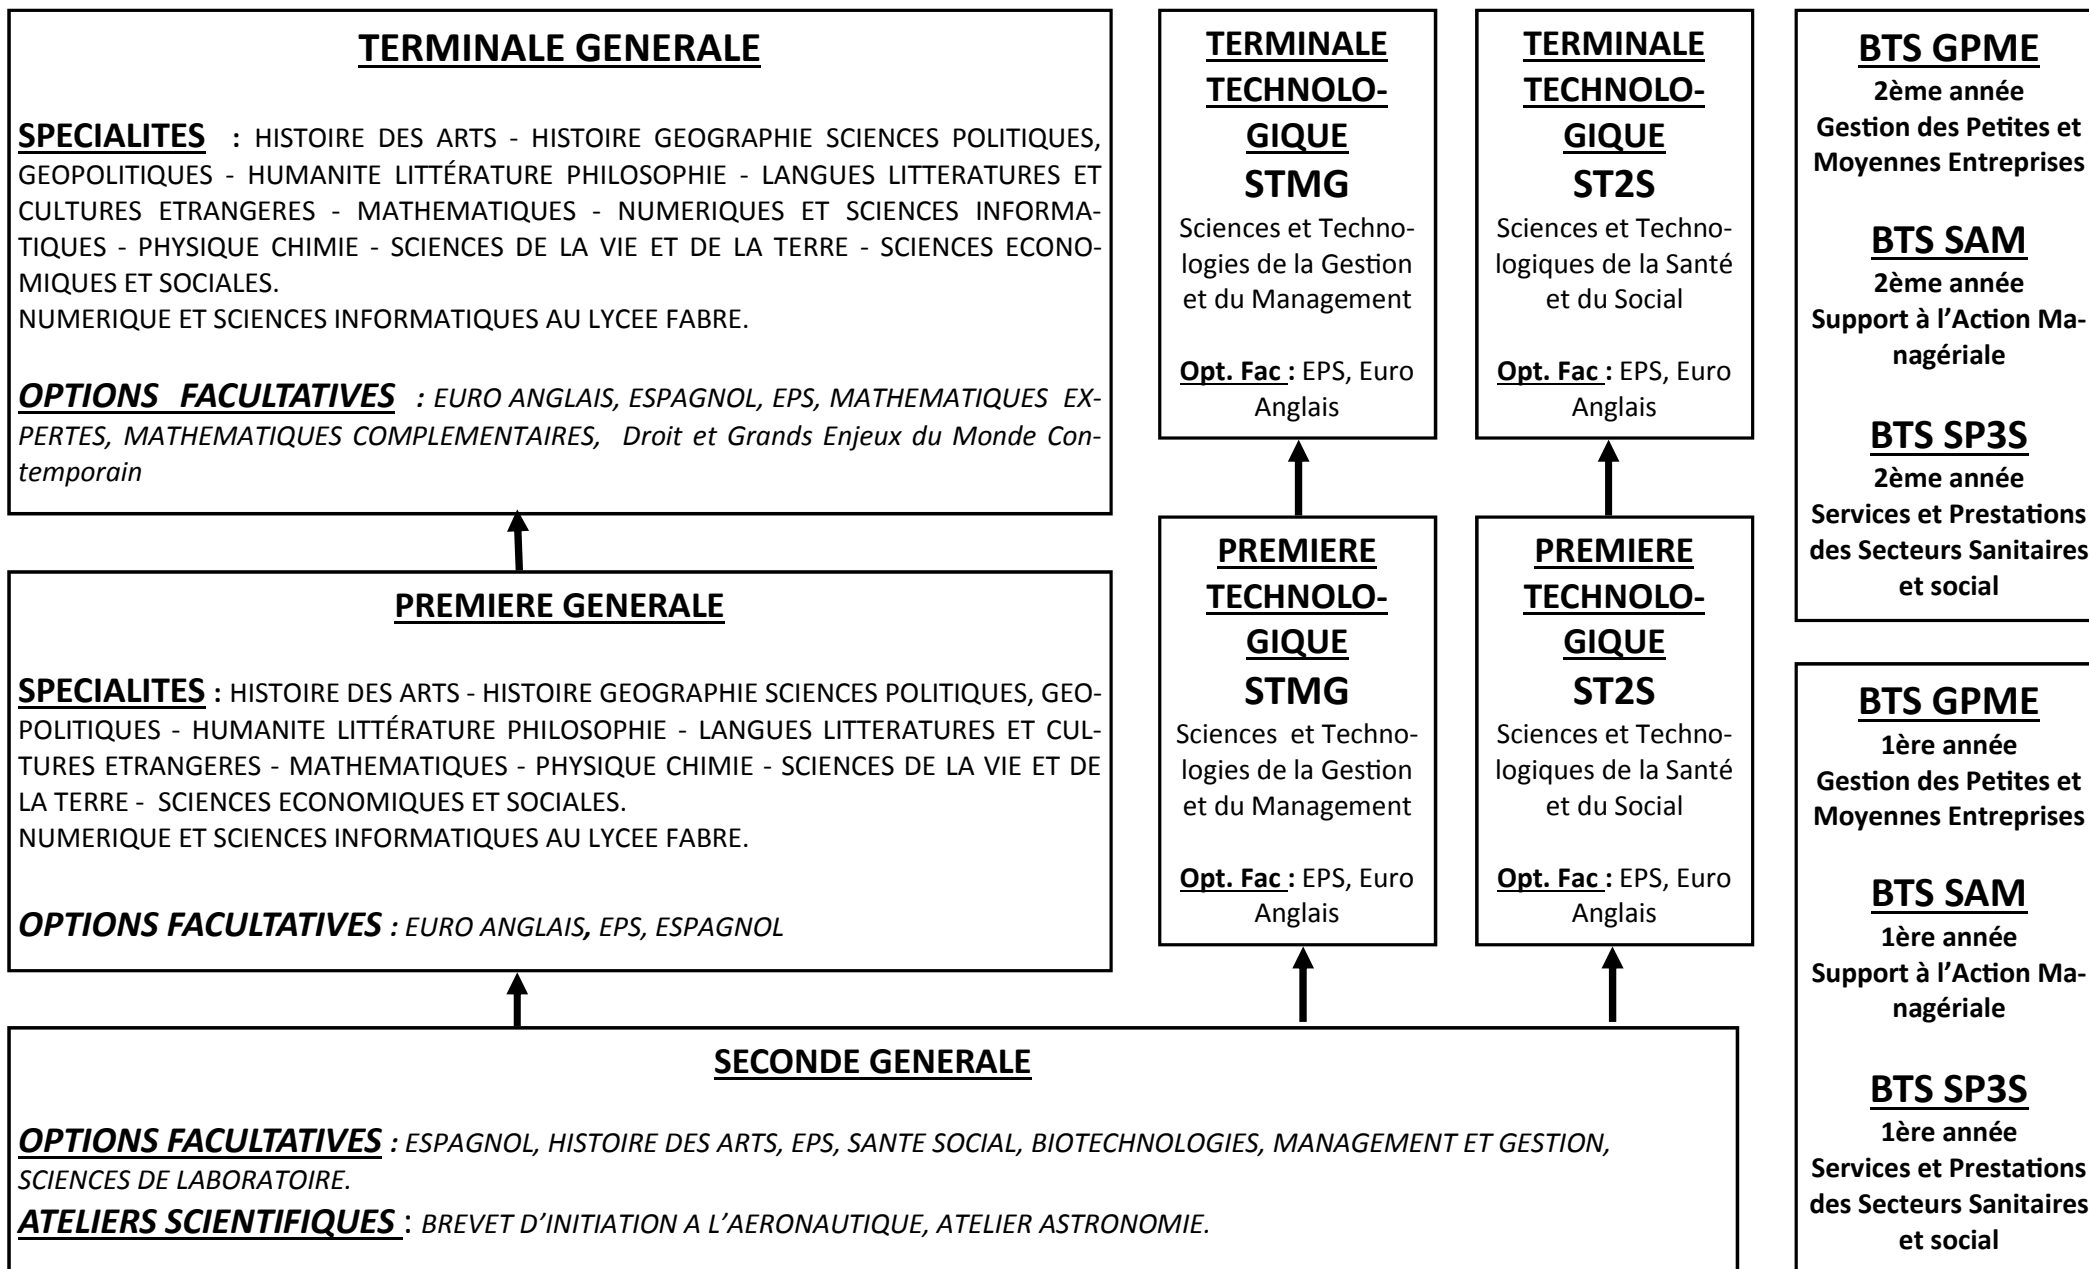 TERMINALE GENERALE
SPECIALITES : HISTOIRE DES ARTS - HISTOIRE GEOGRAPHIE SCIENCES POLITIQUES,
GEOPOLITIQUES - HUMANITE LITTÉRATURE PHILOSOPHIE - LANGUES LITTERATURES ET
CULTURES ETRANGERES - MATHEMATIQUES - NUMERIQUES ET SCIENCES INFORMA-
TIQUES - PHYSIQUE CHIMIE - SCIENCES DE LA VIE ET DE LA TERRE - SCIENCES ECONO-
MIQUES ET SOCIALES.
NUMERIQUE ET SCIENCES INFORMATIQUES AU LYCEE FABRE.
OPTIONS FACULTATIVES : EURO ANGLAIS, ESPAGNOL, EPS, MATHEMATIQUES EX-
PERTES, MATHEMATIQUES COMPLEMENTAIRES, Droit et Grands Enjeux du Monde Con-
temporain
TERMINALE
TECHNOLO-
GIQUE
STMG
Sciences et Techno-
logies de la Gestion
et du Management
Opt. Fac : EPS, Euro
Anglais
TERMINALE
TECHNOLO-
GIQUE
ST2S
Sciences et Techno-
logiques de la Santé
et du Social
Opt. Fac : EPS, Euro
Anglais
BTS GPME
2ème année
Gestion des Petites et
Moyennes Entreprises
BTS SAM
2ème année
Support à l’Action Ma-
nagériale
BTS SP3S
2ème année
Services et Prestations
des Secteurs Sanitaires
et social
PREMIERE GENERALE
SPECIALITES : HISTOIRE DES ARTS - HISTOIRE GEOGRAPHIE SCIENCES POLITIQUES, GEO-
POLITIQUES - HUMANITE LITTÉRATURE PHILOSOPHIE - LANGUES LITTERATURES ET CUL-
TURES ETRANGERES - MATHEMATIQUES - PHYSIQUE CHIMIE - SCIENCES DE LA VIE ET DE
LA TERRE - SCIENCES ECONOMIQUES ET SOCIALES.
NUMERIQUE ET SCIENCES INFORMATIQUES AU LYCEE FABRE.
OPTIONS FACULTATIVES : EURO ANGLAIS, EPS, ESPAGNOL
PREMIERE
TECHNOLO-
GIQUE
STMG
Sciences et Techno-
logies de la Gestion
et du Management
Opt. Fac : EPS, Euro
Anglais
PREMIERE
TECHNOLO-
GIQUE
ST2S
Sciences et Techno-
logiques de la Santé
et du Social
Opt. Fac : EPS, Euro
Anglais
BTS GPME
1ère année
Gestion des Petites et
Moyennes Entreprises
BTS SAM
1ère année
Support à l’Action Ma-
nagériale
BTS SP3S
1ère année
Services et Prestations
des Secteurs Sanitaires
et social
SECONDE GENERALE
OPTIONS FACULTATIVES : ESPAGNOL, HISTOIRE DES ARTS, EPS, SANTE SOCIAL, BIOTECHNOLOGIES, MANAGEMENT ET GESTION,
SCIENCES DE LABORATOIRE.
ATELIERS SCIENTIFIQUES : BREVET D’INITIATION A L’AERONAUTIQUE, ATELIER ASTRONOMIE.